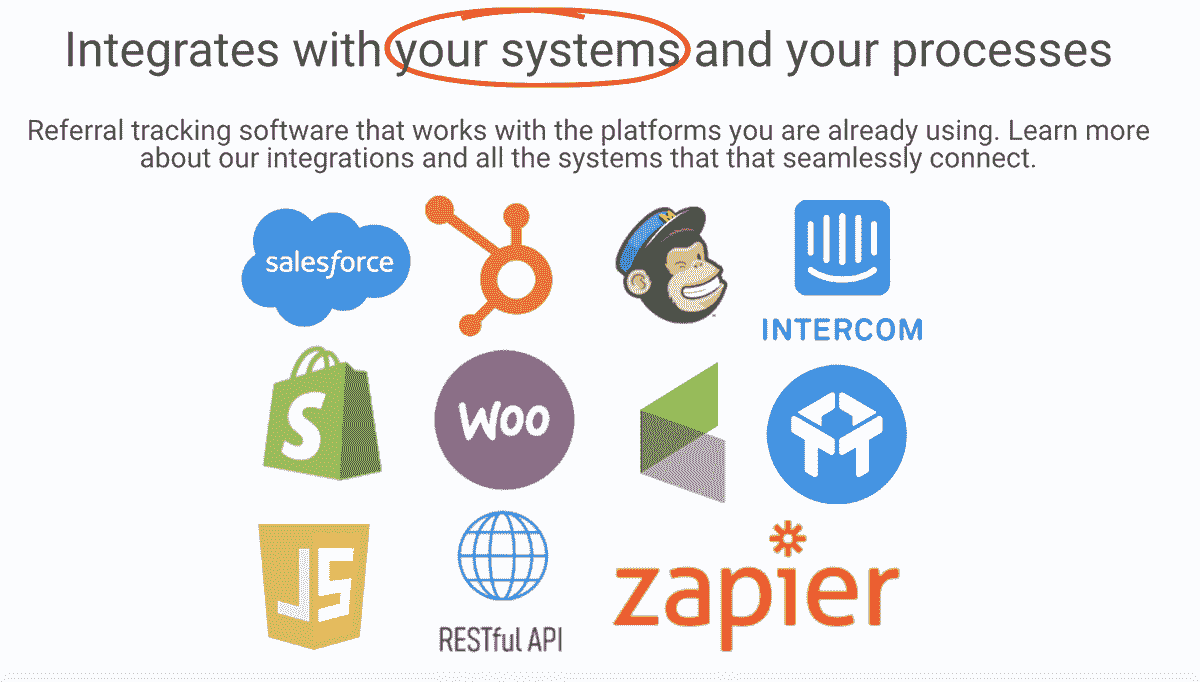 Integrates with your systems and your processes
Referral tracking software that works with the platforms you are already using. Learn more
about our integrations and all the systems that that seamlessly connect.
salesforce
M
INTERCOM
S
Woo
JS
RESTful API
zapier